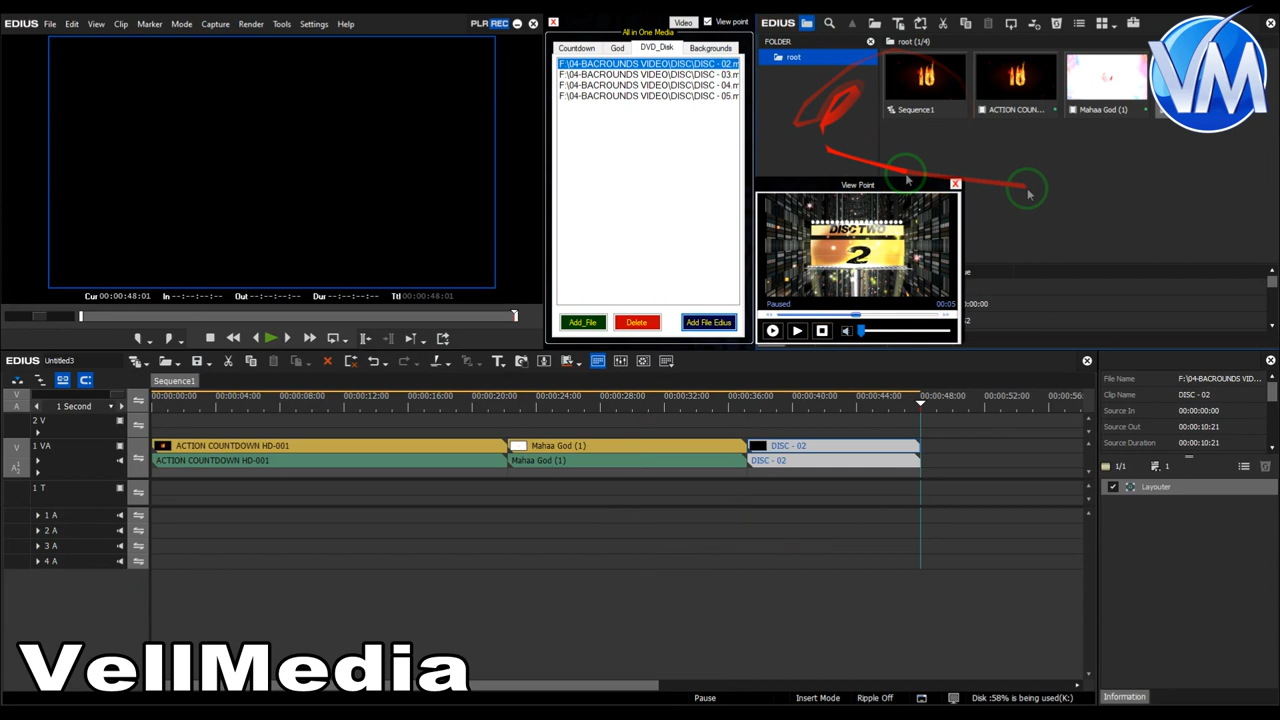 EDIUS File Edit View Clip Marker Mode Capture Render Tools Settings Help PLR REC
Video View point
All in One Media
Countdown God DVD_Disk Backgrounds
F:\04-BACROUNDS VIDEO\DISC\DISC - 02.m
F:\04-BACROUNDS VIDEO\DISC\DISC - 03.m
F:\04-BACROUNDS VIDEO\DISC\DISC - 04.m
F:\04-BACROUNDS VIDEO\DISC\DISC - 05.m
Add_File Delete Add File Edius
EDIUS
FOLDER root (1/4)
root
Sequence1 ACTION COUN... Mahaa God (1)
VM
View Point
DISC TWO
2
Paused 00:05
Cur 00:00:48:01 In --:--:--:-- Out --:--:--:-- Dur --:--:--:-- Ttl 00:00:48:01
EDIUS Untitled3
Sequence1
1 Second
00:00:00:00 00:00:04:00 00:00:08:00 00:00:12:00 00:00:16:00 00:00:20:00 00:00:24:00 00:00:28:00 00:00:32:00 00:00:36:00 00:00:40:00 00:00:44:00 00:00:48:00 00:00:52:00 00:00:56:
V
A
2 V
V 1 VA ACTION COUNTDOWN HD-001 Mahaa God (1) DISC - 02
ACTION COUNTDOWN HD-001 Mahaa God (1) DISC - 02
1 T
1 A
2 A
3 A
4 A
File Name F:\04-BACROUNDS VID...
Clip Name DISC - 02
Source In 00:00:00:00
Source Out 00:00:10:21
Source Duration 00:00:10:21
1/1 1
Layouter
Information
VellMedia
Pause Insert Mode Ripple Off Disk :58% is being used(K:)